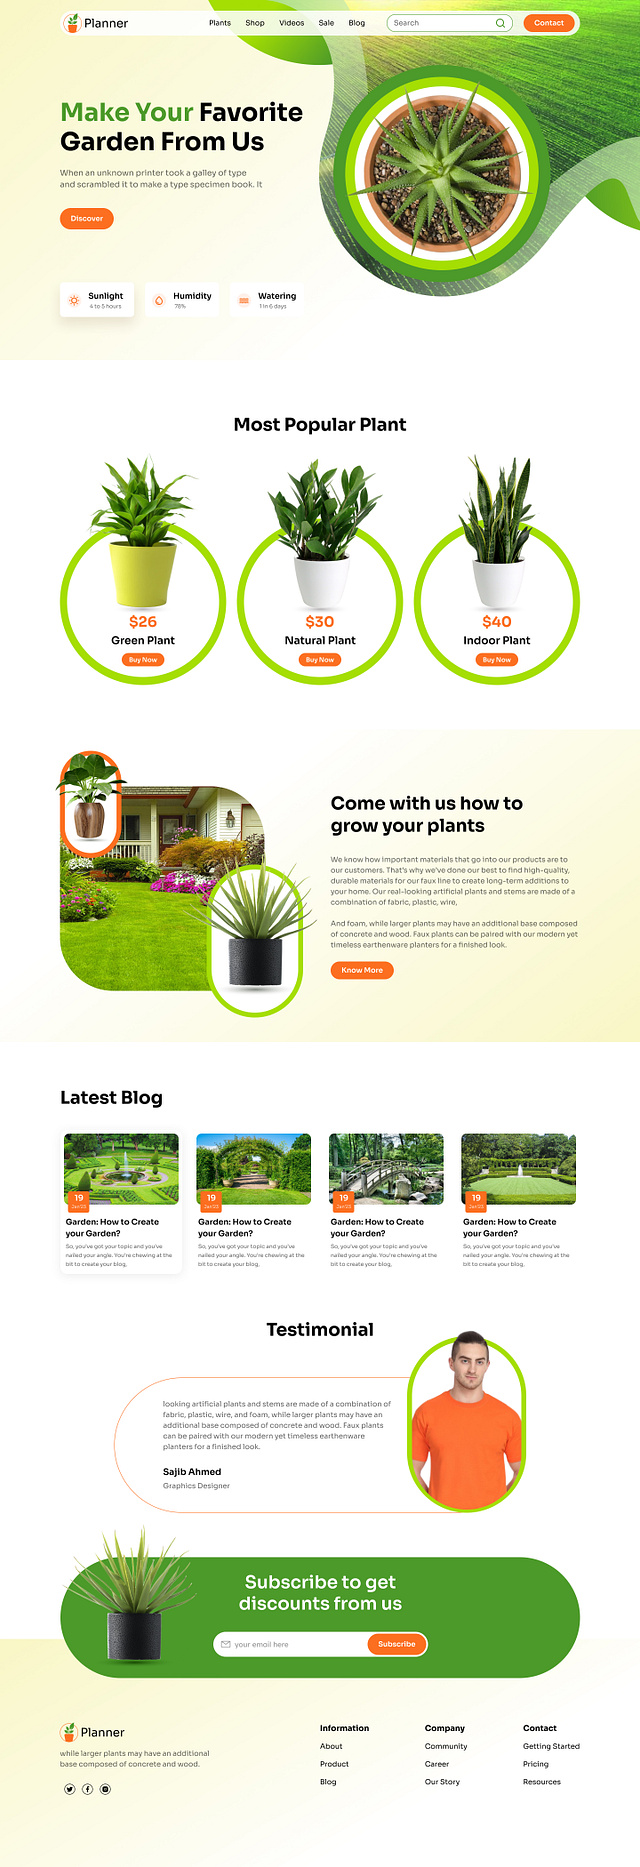 Planner
Plants Shop Videos Sale Blog
Search
Contact
Make Your Favorite
Garden From Us
When an unknown printer took a galley of type
and scrambled it to make a type specimen book. It
Discover
Sunlight
4 to 5 hours
Humidity
78%
Watering
1 in 6 days
Most Popular Plant
$26
Green Plant
Buy Now
$30
Natural Plant
Buy Now
$40
Indoor Plant
Buy Now
Come with us how to
grow your plants
We know how important materials that go into our products are to
our customers. That's why we've done our best to find high-quality,
durable materials for our faux line to create long-term additions to
your home. Our real-looking artificial plants and stems are made of a
combination of fabric, plastic, wire,
And foam, while larger plants may have an additional base composed
of concrete and wood. Faux plants can be paired with our modern yet
timeless earthenware planters for a finished look.
Know More
Latest Blog
19
Garden: How to Create
your Garden?
So, you've got your topic and you've
nailed your angle. You're chewing at the
bit to create your blog,
19
Garden: How to Create
your Garden?
So, you've got your topic and you've
nailed your angle. You're chewing at the
bit to create your blog,
19
Garden: How to Create
your Garden?
So, you've got your topic and you've
nailed your angle. You're chewing at the
bit to create your blog,
19
Garden: How to Create
your Garden?
So, you've got your topic and you've
nailed your angle. You're chewing at the
bit to create your blog,
Testimonial
looking artificial plants and stems are made of a combination of
fabric, plastic, wire, and foam, while larger plants may have an
additional base composed of concrete and wood. Faux plants
can be paired with our modern yet timeless earthenware
planters for a finished look.
Sajib Ahmed
Graphics Designer
Subscribe to get
discounts from us
your email here
Subscribe
Planner
while larger plants may have an additional
base composed of concrete and wood.
Information
About
Product
Blog
Company
Community
Career
Our Story
Contact
Getting Started
Pricing
Resources